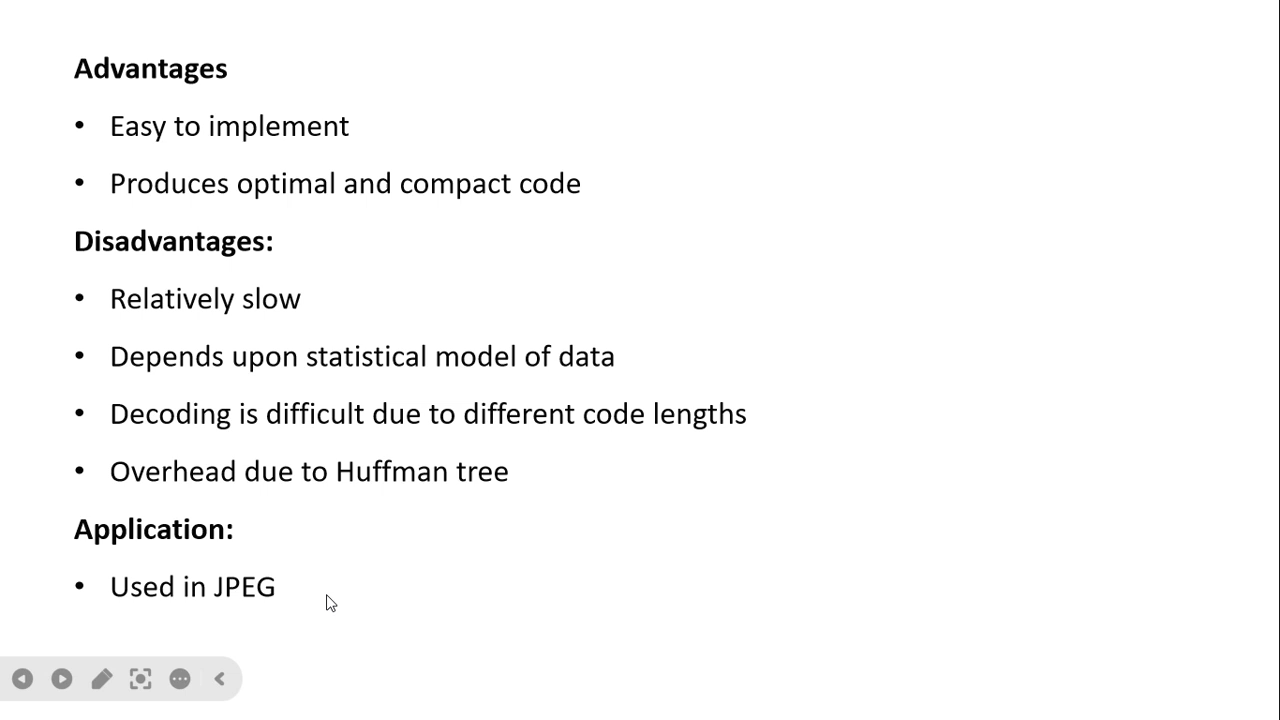 Advantages
• Easy to implement
• Produces optimal and compact code
Disadvantages:
• Relatively slow
• Depends upon statistical model of data
• Decoding is difficult due to different code lengths
• Overhead due to Huffman tree
Application:
• Used in JPEG